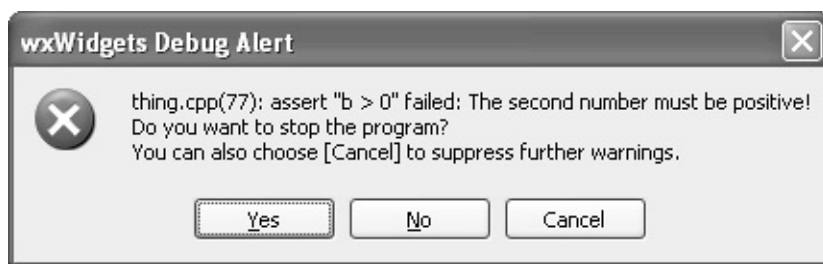 wxWidgets Debug Alert
thing.cpp(77): assert "b > 0" failed: The second number must be positive!
Do you want to stop the program?
You can also choose [Cancel] to suppress further warnings.
Yes No Cancel